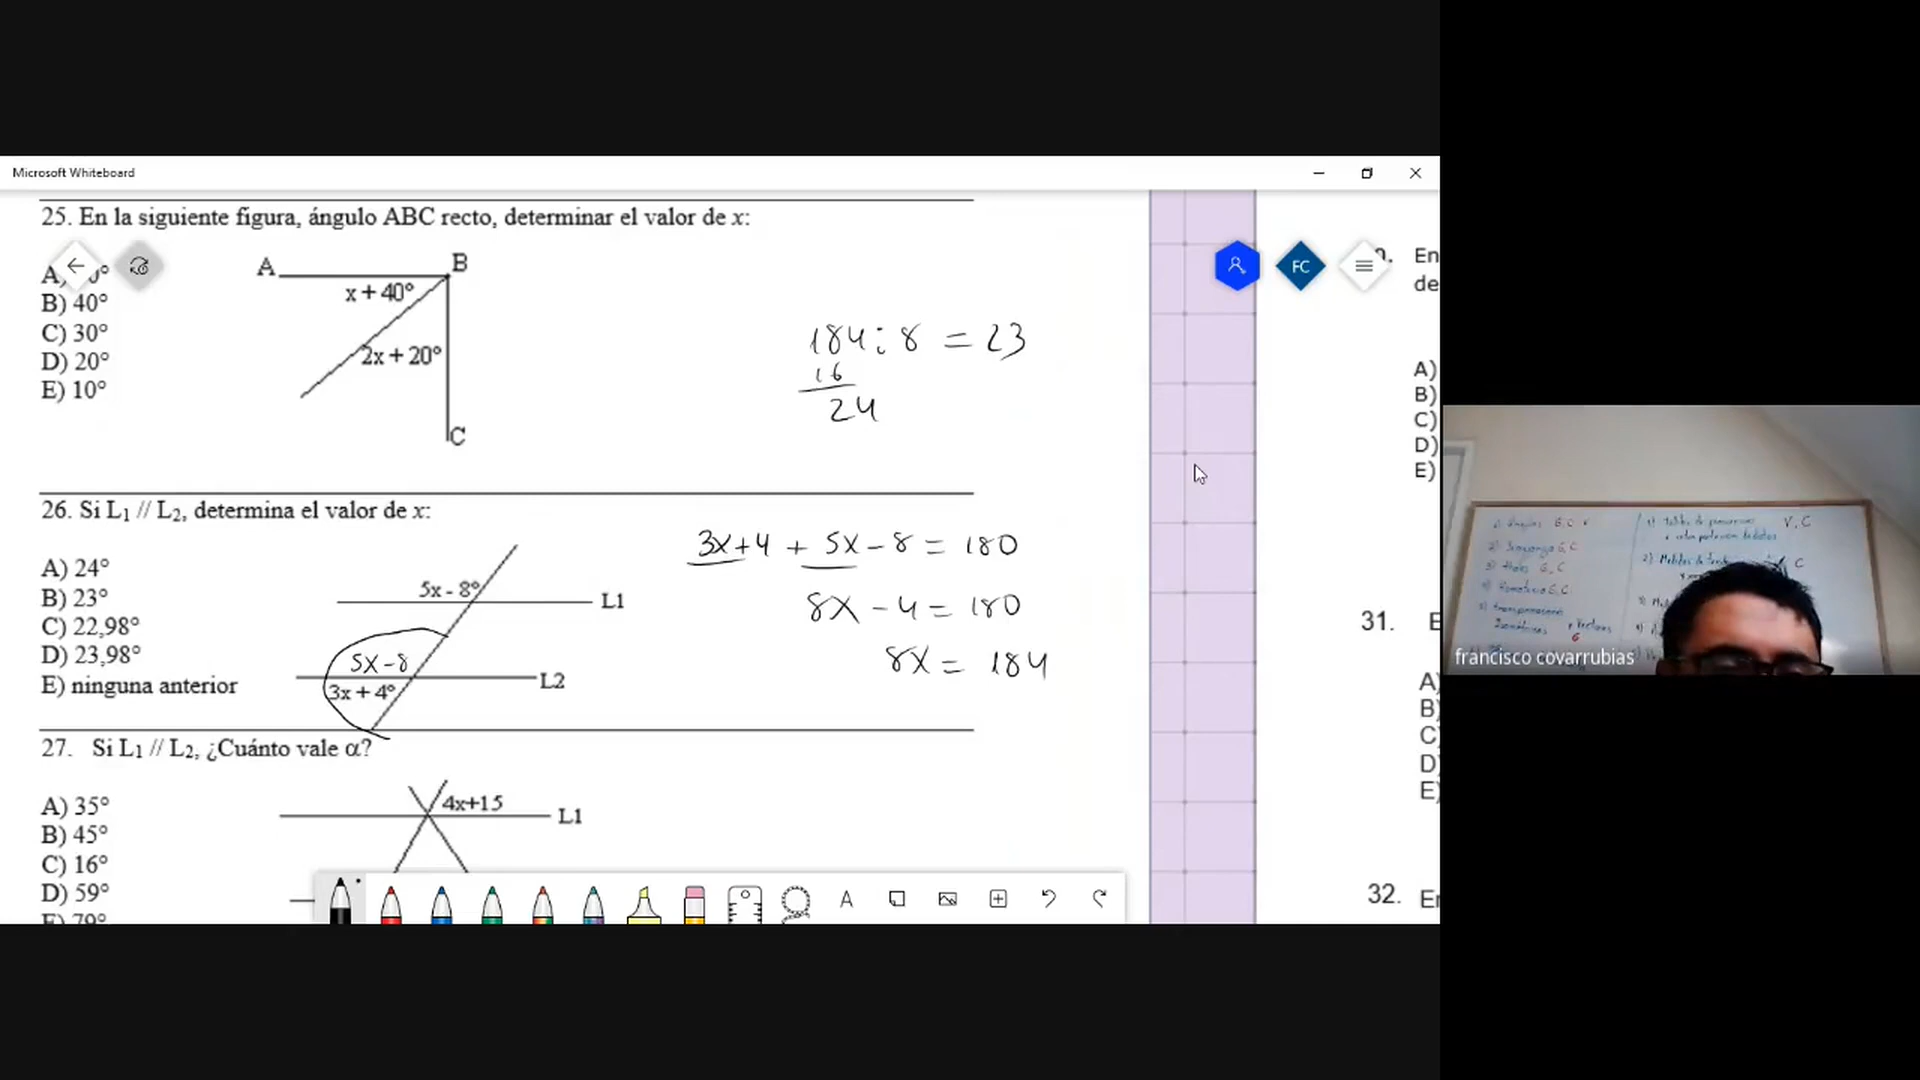 Microsoft Whiteboard
25. En la siguiente figura, ángulo ABC recto, determinar el valor de x:
B) 40°
C) 30°
D) 20°
E) 10°
A
B
x + 40°
2x + 20°
C
184 : 8 = 23
16
24
26. Si L1 // L2, determina el valor de x:
A) 24°
B) 23°
C) 22,98°
D) 23,98°
E) ninguna anterior
5x - 8°
L1
5x-8
3x + 4°
L2
3x+4 + 5x-8 = 180
8x - 4 = 180
8x = 184
27. Si L1 // L2, ¿Cuánto vale α?
A) 35°
B) 45°
C) 16°
D) 59°
E) 79°
4x+15
L1
A
FC
En
de
A)
B)
C)
D)
E)
31. E
A)
B)
C)
D)
E)
32. En
francisco covarrubias